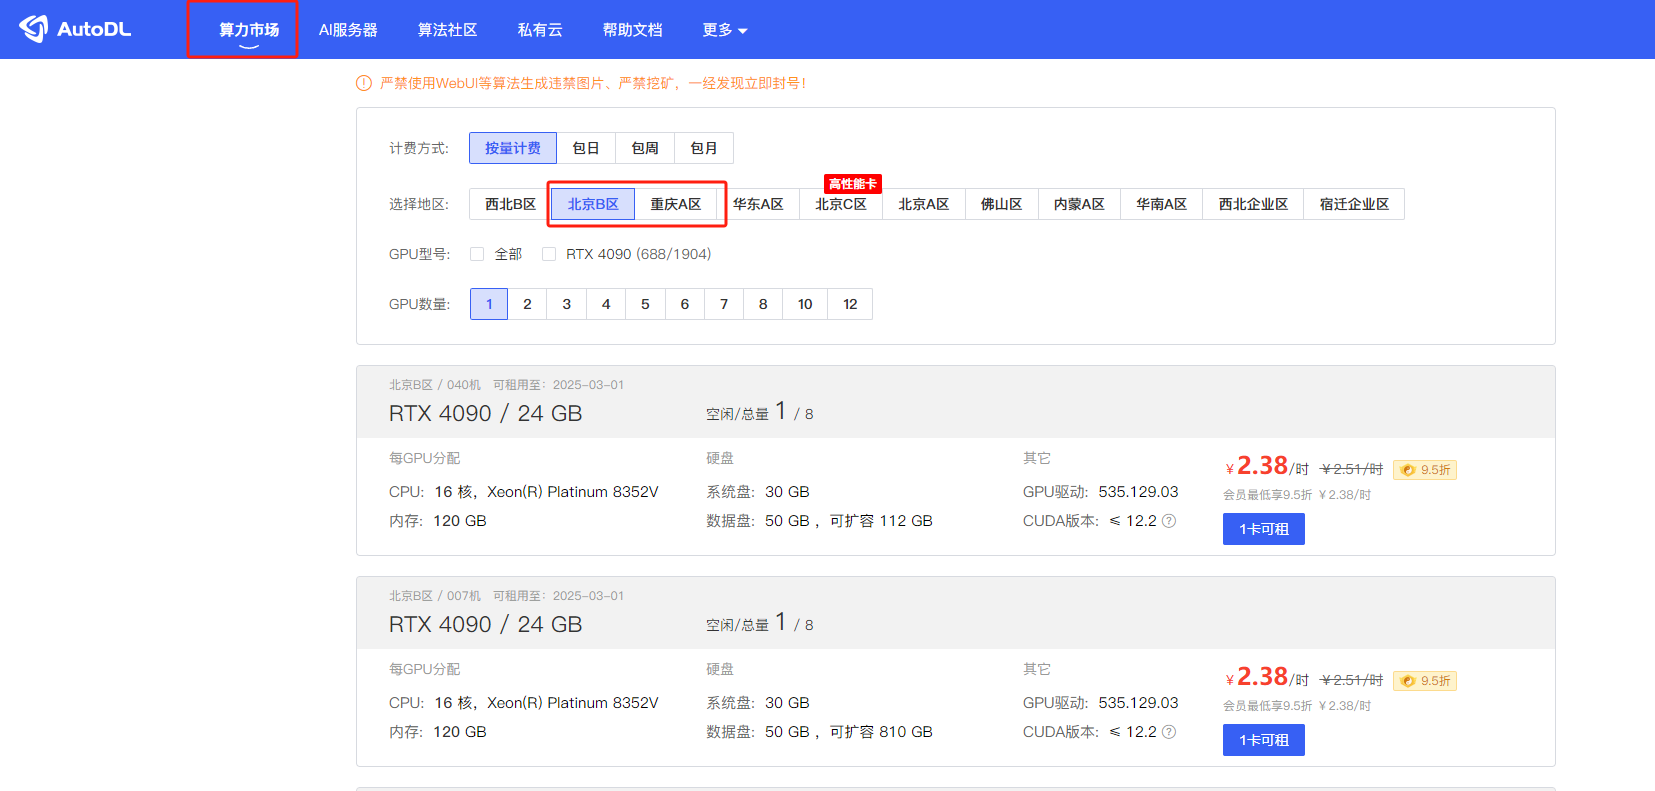 AutoDL 算力市场 AI服务器 算法社区 私有云 帮助文档 更多
严禁使用WebUI等算法生成违禁图片、严禁挖矿，一经发现立即封号!
计费方式: 按量计费 包日 包周 包月
高性能卡
选择地区: 西北B区 北京B区 重庆A区 华东A区 北京C区 北京A区 佛山区 内蒙A区 华南A区 西北企业区 宿迁企业区
GPU型号: 全部 RTX 4090 (688/1904)
GPU数量: 1 2 3 4 5 6 7 8 10 12
北京B区 / 040机 可租用至: 2025-03-01
RTX 4090 / 24 GB 空闲/总量 1 / 8
每GPU分配 硬盘 其它 ¥2.38/时 ¥2.51/时 9.5折
CPU: 16 核, Xeon(R) Platinum 8352V 系统盘: 30 GB GPU驱动: 535.129.03 会员最低享9.5折 ¥2.38/时
内存: 120 GB 数据盘: 50 GB ，可扩容 112 GB CUDA版本: ≤ 12.2 ? 1卡可租
北京B区 / 007机 可租用至: 2025-03-01
RTX 4090 / 24 GB 空闲/总量 1 / 8
每GPU分配 硬盘 其它 ¥2.38/时 ¥2.51/时 9.5折
CPU: 16 核, Xeon(R) Platinum 8352V 系统盘: 30 GB GPU驱动: 535.129.03 会员最低享9.5折 ¥2.38/时
内存: 120 GB 数据盘: 50 GB ，可扩容 810 GB CUDA版本: ≤ 12.2 ? 1卡可租